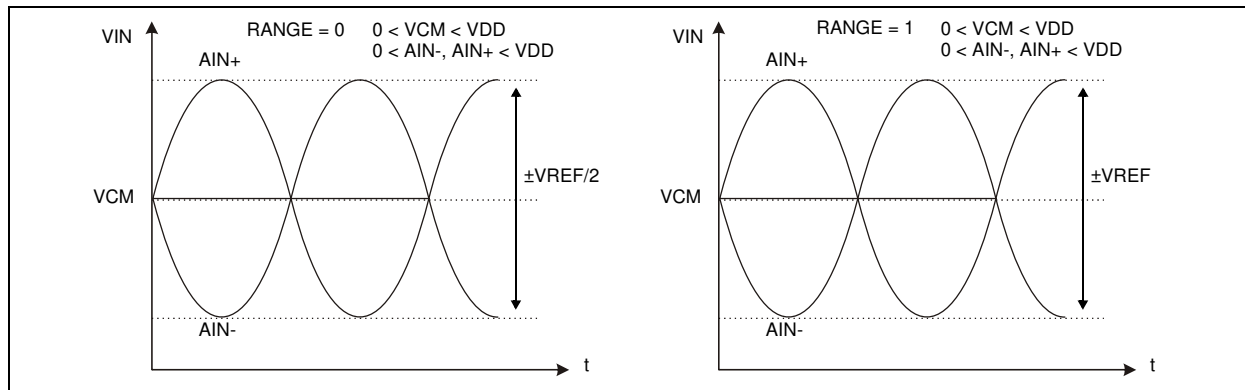 VIN
RANGE = 0
0 < VCM < VDD
0 < AIN-, AIN+ < VDD
AIN+
±VREF/2
VCM
AIN-
t
VIN
RANGE = 1
0 < VCM < VDD
0 < AIN-, AIN+ < VDD
AIN+
±VREF
VCM
AIN-
t